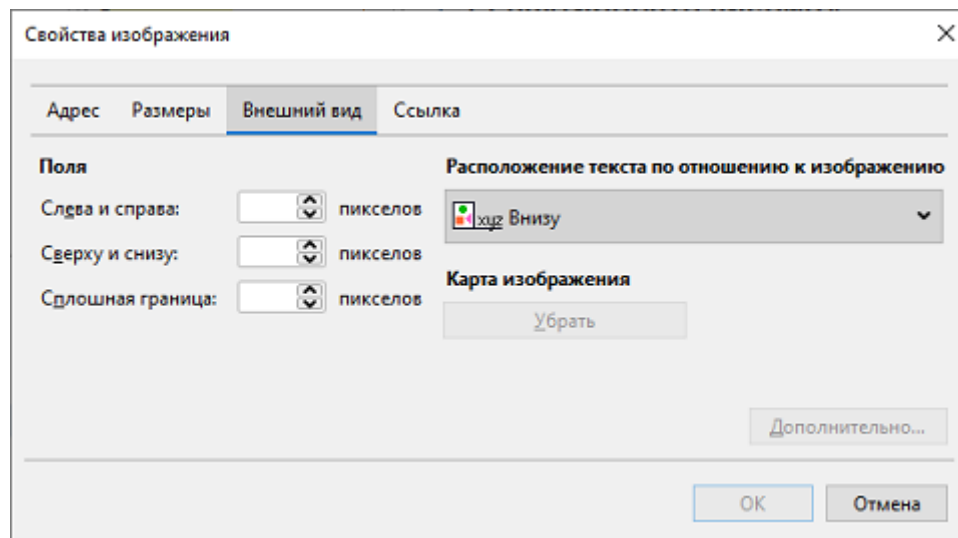 Свойства изображения
Адрес Размеры Внешний вид Ссылка
Поля
Слева и справа: пикселов
Сверху и снизу: пикселов
Сплошная граница: пикселов
Расположение текста по отношению к изображению
xyz Внизу
Карта изображения
Убрать
Дополнительно...
OK Отмена